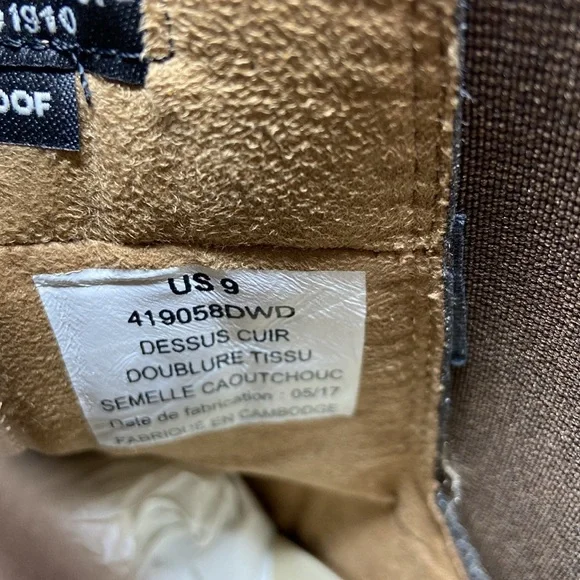 1910
OOF
US 9
419058DWD
DESSUS CUIR
DOUBLURE TISSU
SEMELLE CAOUTCHOUC
Date de fabrication : 05/17
FABRIQUE EN CAMBODGE